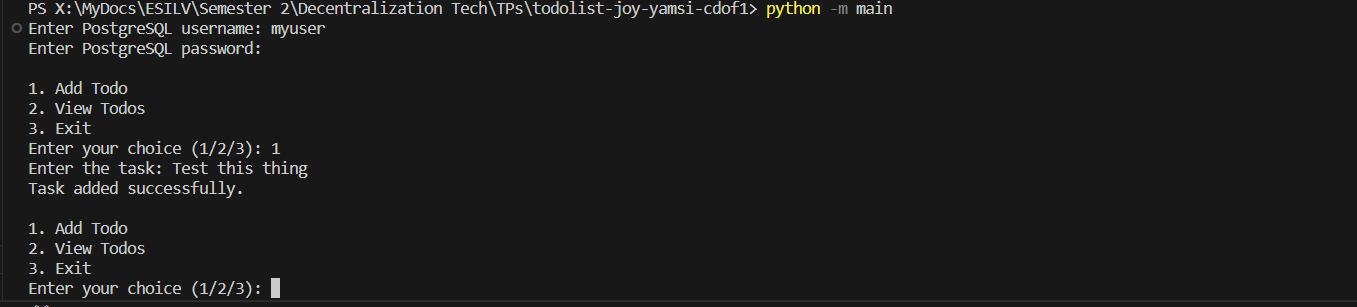 PS X:\MyDocs\ESILV\Semester 2\Decentralization Tech\TPs\todolist-joy-yamsi-cdof1> python -m main
Enter PostgreSQL username: myuser
Enter PostgreSQL password:
1. Add Todo
2. View Todos
3. Exit
Enter your choice (1/2/3): 1
Enter the task: Test this thing
Task added successfully.
1. Add Todo
2. View Todos
3. Exit
Enter your choice (1/2/3):